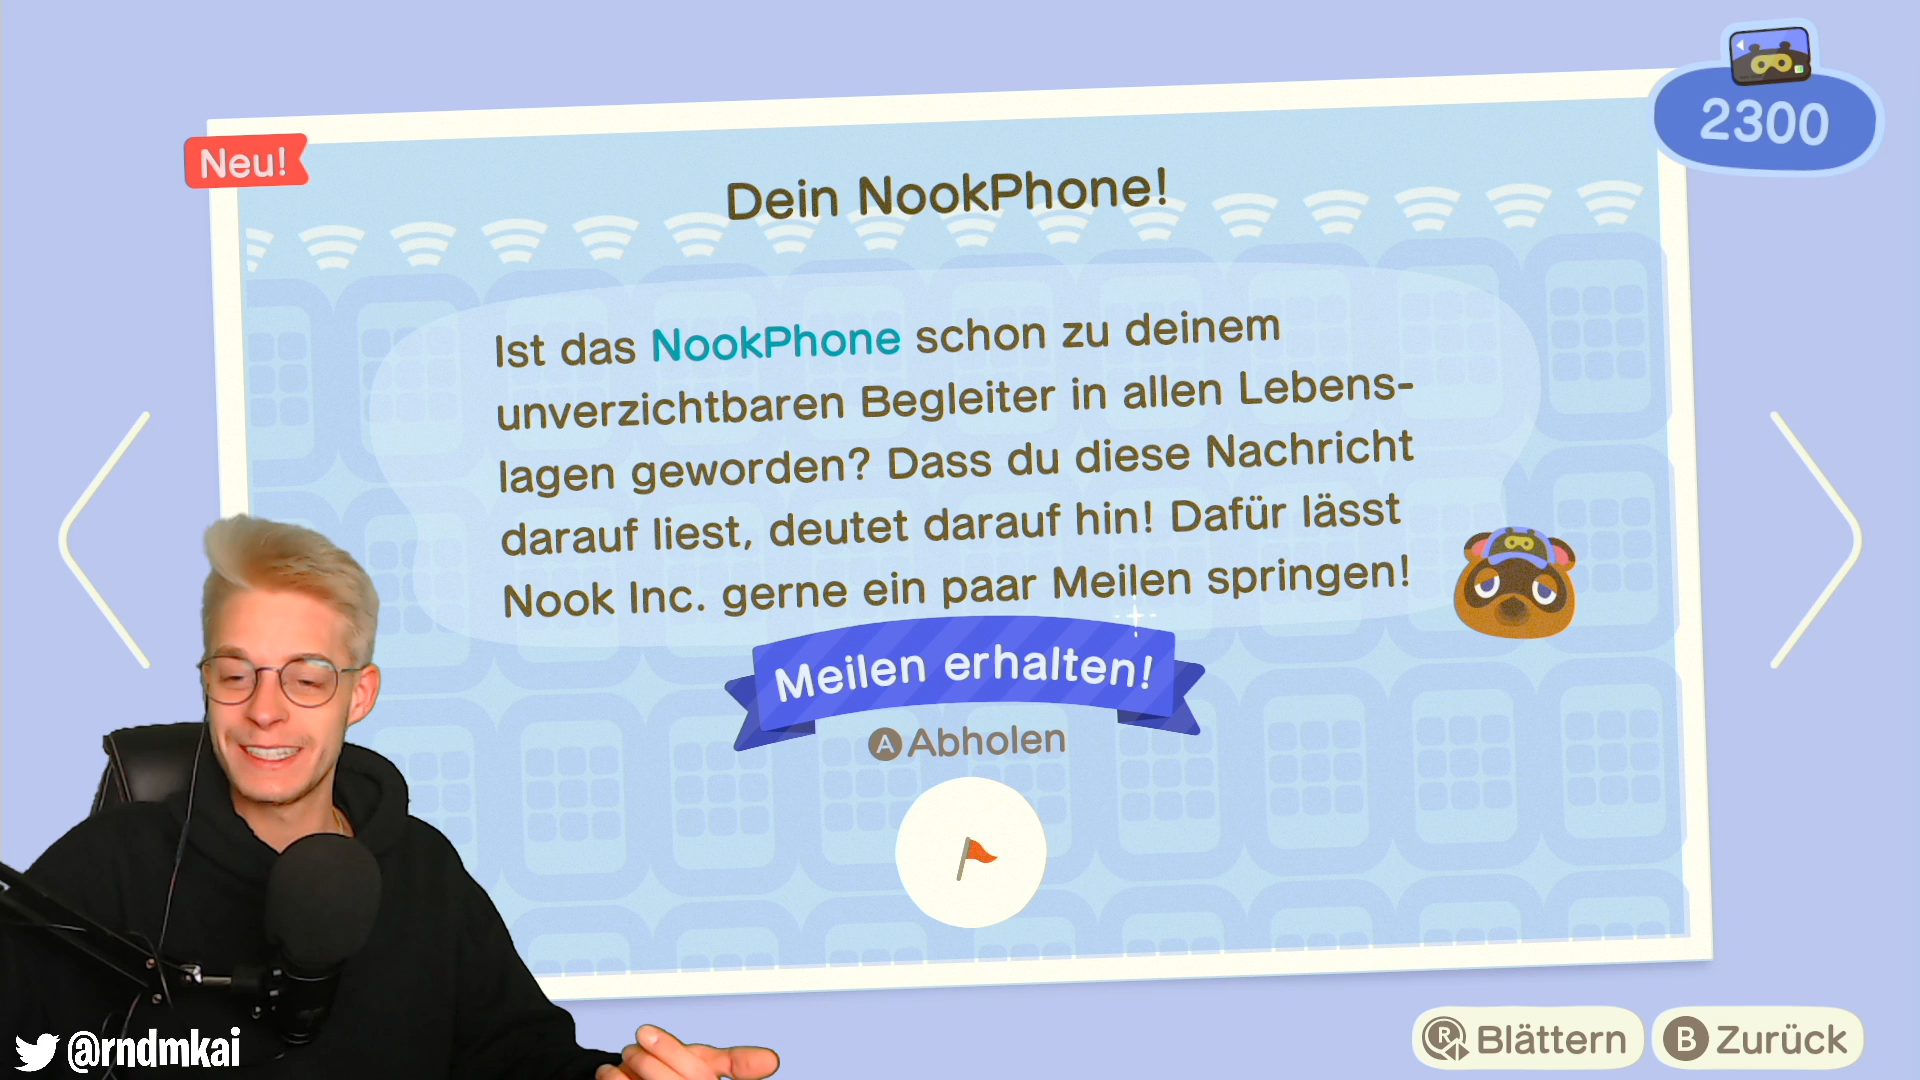 2300
Neu!
Dein NookPhone!
Ist das NookPhone schon zu deinem
unverzichtbaren Begleiter in allen Lebens-
lagen geworden? Dass du diese Nachricht
darauf liest, deutet darauf hin! Dafür lässt
Nook Inc. gerne ein paar Meilen springen!
Meilen erhalten!
A Abholen
@rndmkai
R Blättern
B Zurück